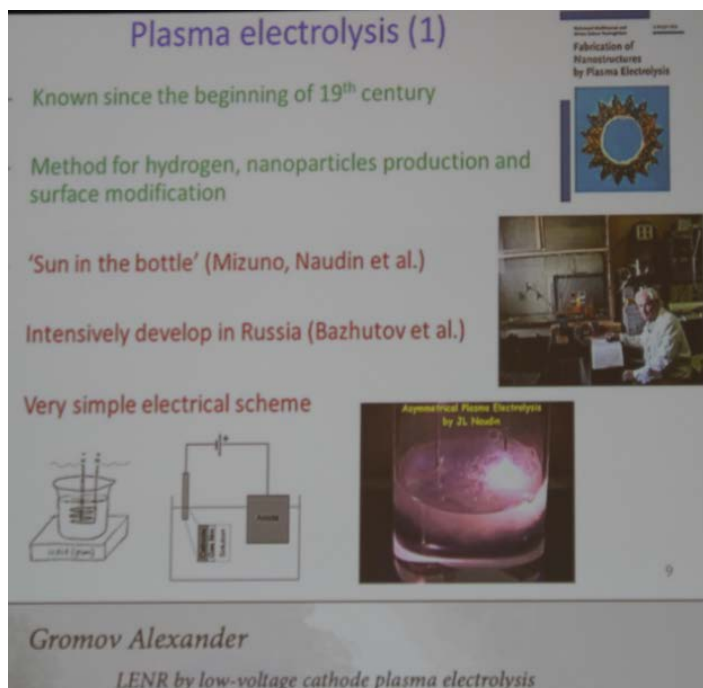 Plasma electrolysis (1)
Fabrication of
Nanostructures
by Plasma Electrolysis
Known since the beginning of 19th century
Method for hydrogen, nanoparticles production and
surface modification
'Sun in the bottle' (Mizuno, Naudin et al.)
Intensively develop in Russia (Bazhutov et al.)
Very simple electrical scheme
Asymmetrical Plasma Electrolysis
by JL Naudin
9
Gromov Alexander
LENR by low-voltage cathode plasma electrolysis